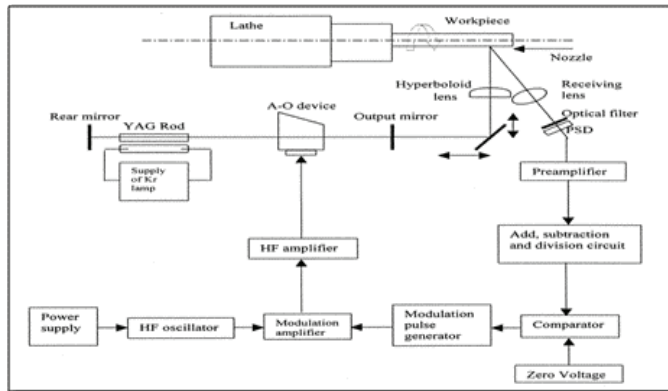 Lathe
Workpiece
Nozzle
Hyperboloid
lens
Receiving
lens
A-O device
Optical filter
PSD
Rear mirror
YAG Rod
Output mirror
Supply
of Kr
lamp
Preamplifier
HF amplifier
Add, subtraction
and division circuit
Power
supply
HF oscillator
Modulation
amplifier
Modulation
pulse
generator
Comparator
Zero Voltage